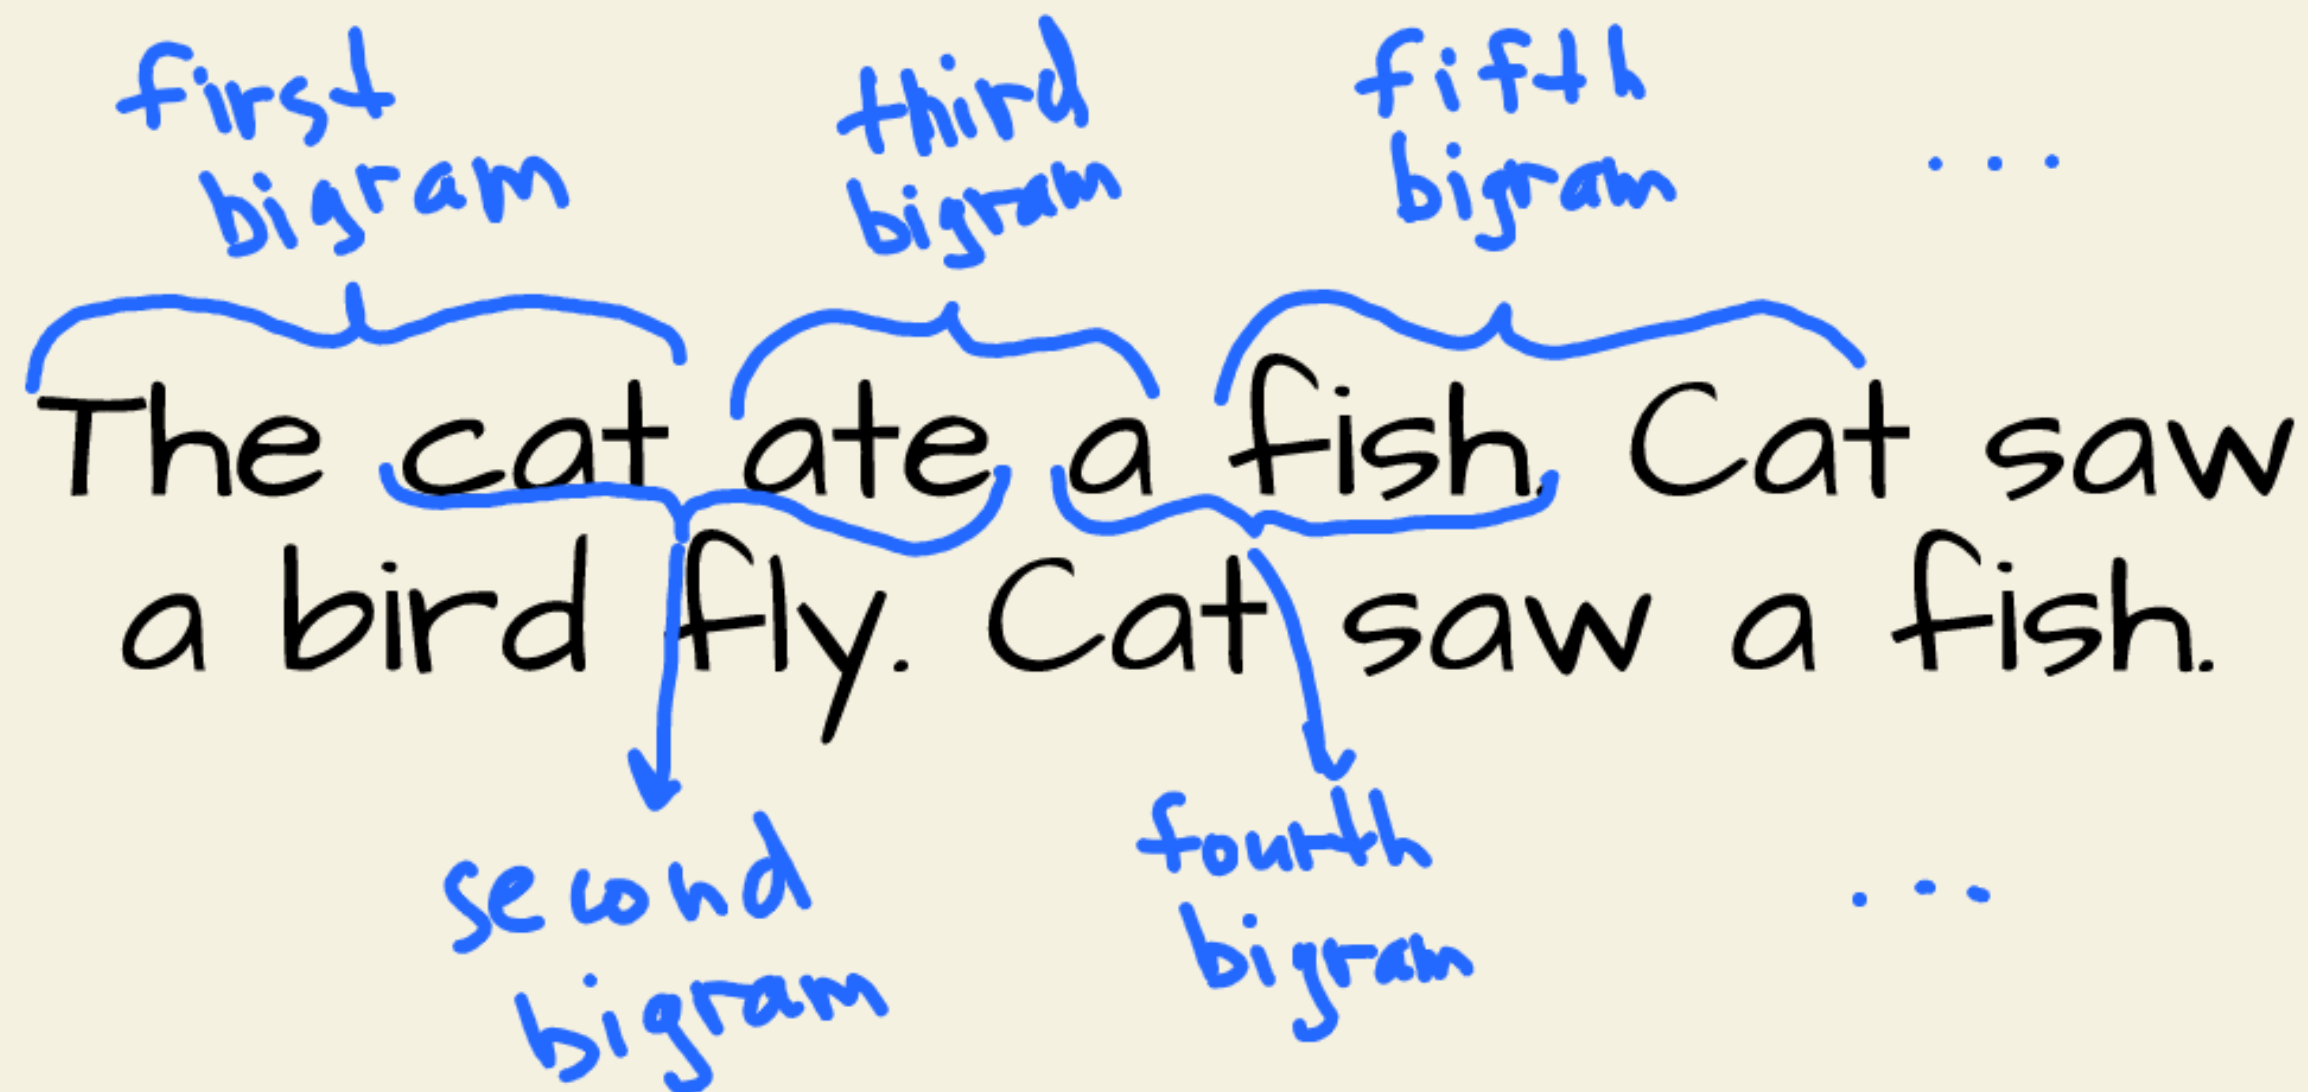 first third fifth
bigram bigram bigram ...
The cat ate a fish. Cat saw
a bird fly. Cat saw a fish.
second fourth ...
bigram bigram